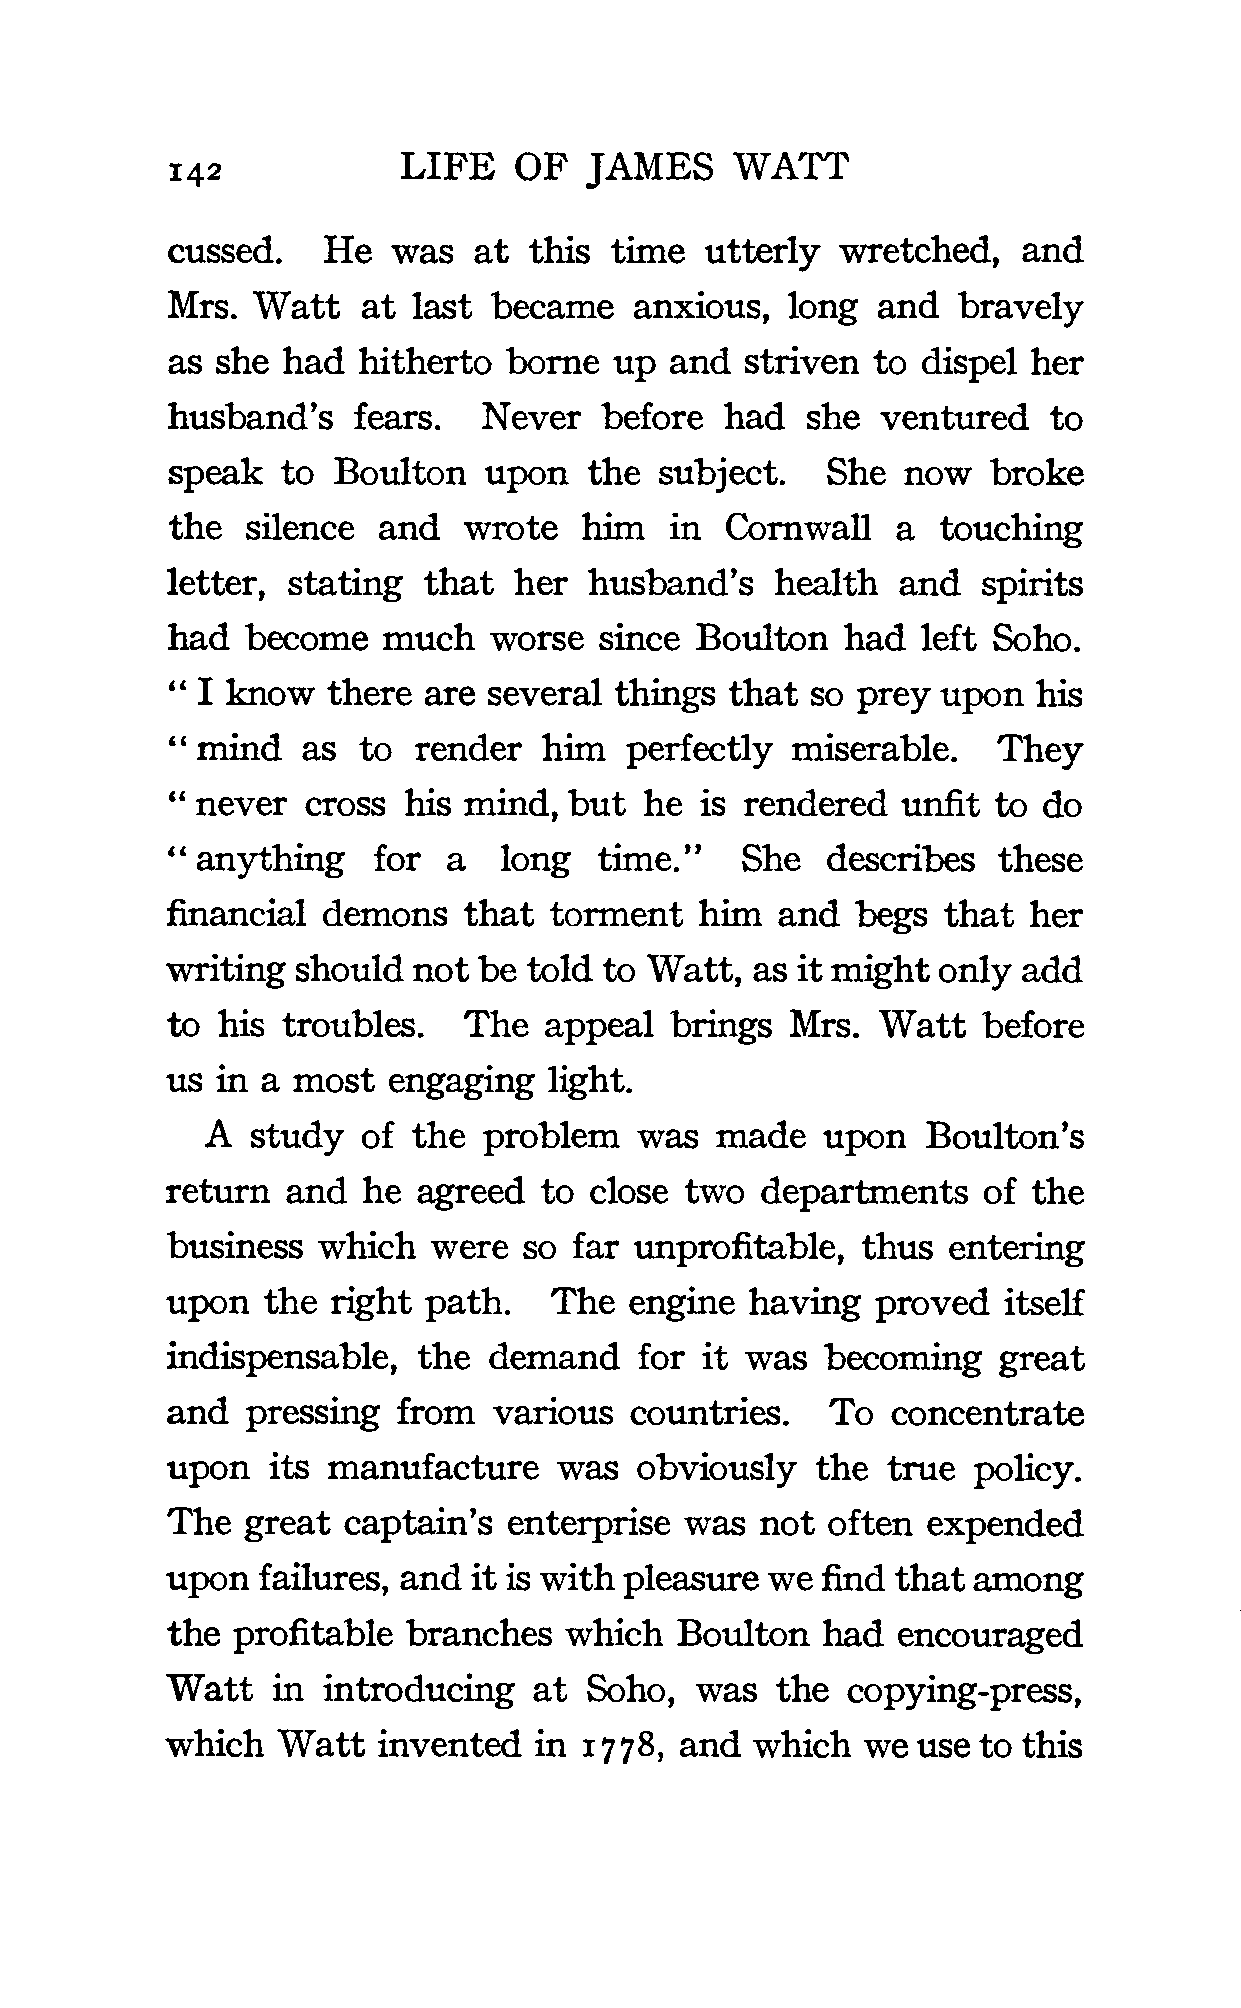 142 LIFE OF JAMES WATT
cussed. He was at this time utterly wretched, and
Mrs. Watt at last became anxious, long and bravely
as she had hitherto borne up and striven to dispel her
husband's fears. Never before had she ventured to
speak to Boulton upon the subject. She now broke
the silence and wrote him in Cornwall a touching
letter, stating that her husband's health and spirits
had become much worse since Boulton had left Soho.
“ I know there are several things that so prey upon his
“ mind as to render him perfectly miserable. They
“ never cross his mind, but he is rendered unfit to do
“ anything for a long time.” She describes these
financial demons that torment him and begs that her
writing should not be told to Watt, as it might only add
to his troubles. The appeal brings Mrs. Watt before
us in a most engaging light.
A study of the problem was made upon Boulton's
return and he agreed to close two departments of the
business which were so far unprofitable, thus entering
upon the right path. The engine having proved itself
indispensable, the demand for it was becoming great
and pressing from various countries. To concentrate
upon its manufacture was obviously the true policy.
The great captain's enterprise was not often expended
upon failures, and it is with pleasure we find that among
the profitable branches which Boulton had encouraged
Watt in introducing at Soho, was the copying-press,
which Watt invented in 1778, and which we use to this